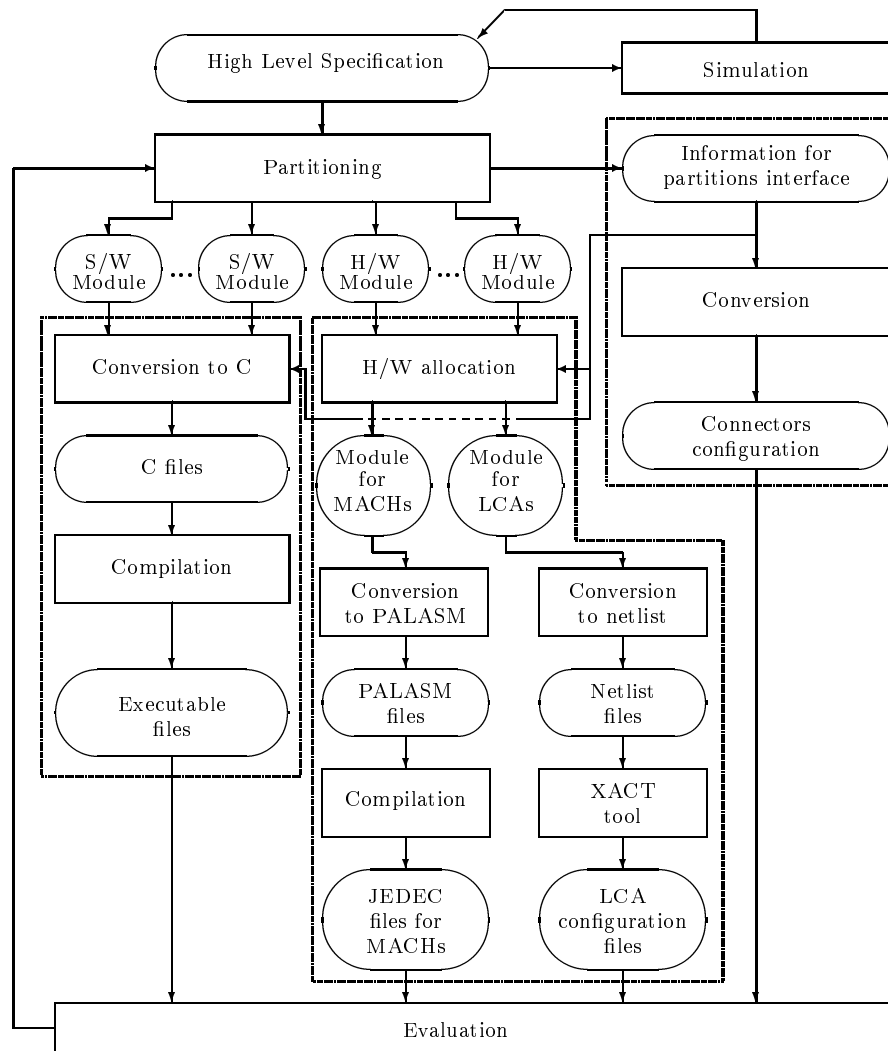 High Level Specification
Simulation
Partitioning
Information for
partitions interface
S/W
Module
...
S/W
Module
H/W
Module
...
H/W
Module
Conversion
Conversion to C
H/W allocation
Connectors
configuration
C files
Module
for
MACHs
Module
for
LCAs
Compilation
Conversion
to PALASM
Conversion
to netlist
Executable
files
PALASM
files
Netlist
files
Compilation
XACT
tool
JEDEC
files for
MACHs
LCA
configuration
files
Evaluation